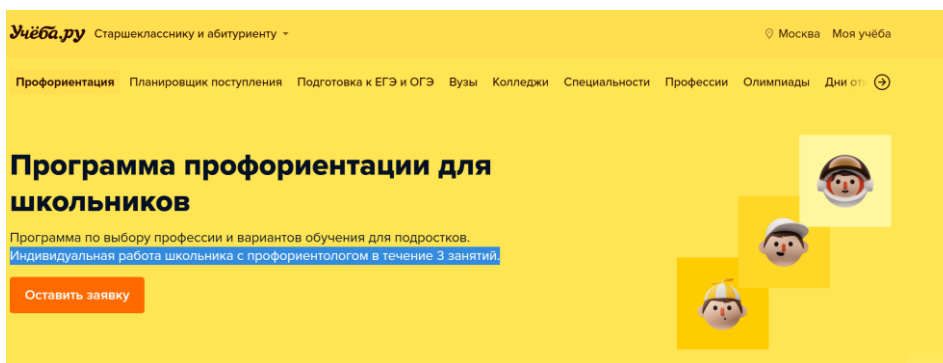 Учёба.ру Старшекласснику и абитуриенту Москва Моя учёба
Профориентация Планировщик поступления Подготовка к ЕГЭ и ОГЭ Вузы Колледжи Специальности Профессии Олимпиады Дни от
Программа профориентации для
школьников
Программа по выбору профессии и вариантов обучения для подростков.
Индивидуальная работа школьника с профориентологом в течение 3 занятий.
Оставить заявку